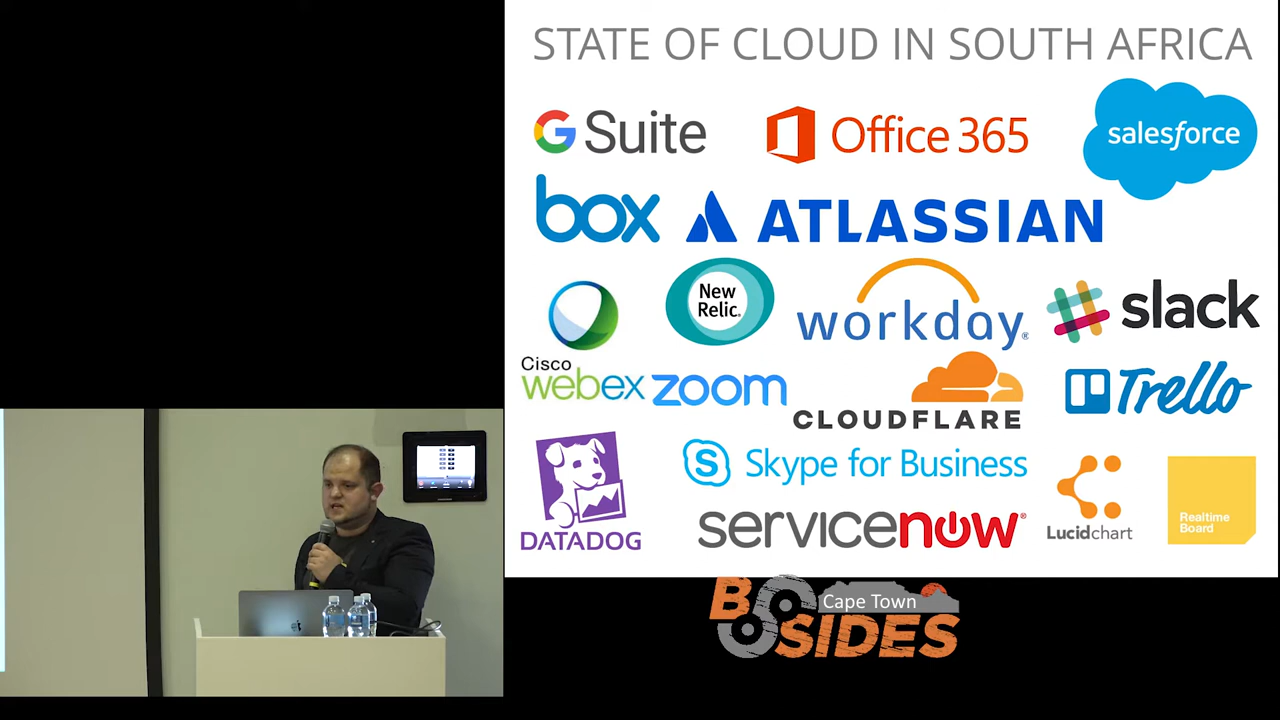 STATE OF CLOUD IN SOUTH AFRICA
G Suite
Office 365
salesforce
box
ATLASSIAN
New
Relic.
workday®
slack
Cisco
webex
zoom
CLOUDFLARE
Trello
DATADOG
S Skype for Business
servicenow®
Lucidchart
Realtime
Board
BSIDES
Cape Town